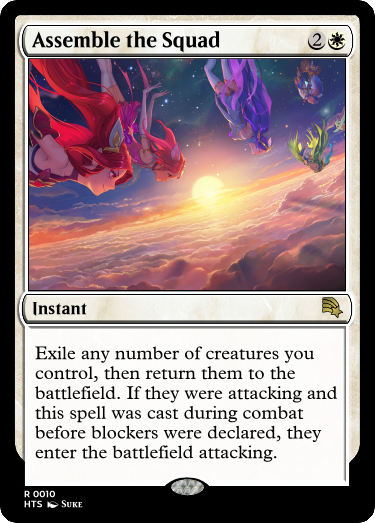 Assemble the Squad 2
Instant
Exile any number of creatures you
control, then return them to the
battlefield. If they were attacking and
this spell was cast during combat
before blockers were declared, they
enter the battlefield attacking.
R 0010
HTS Suke